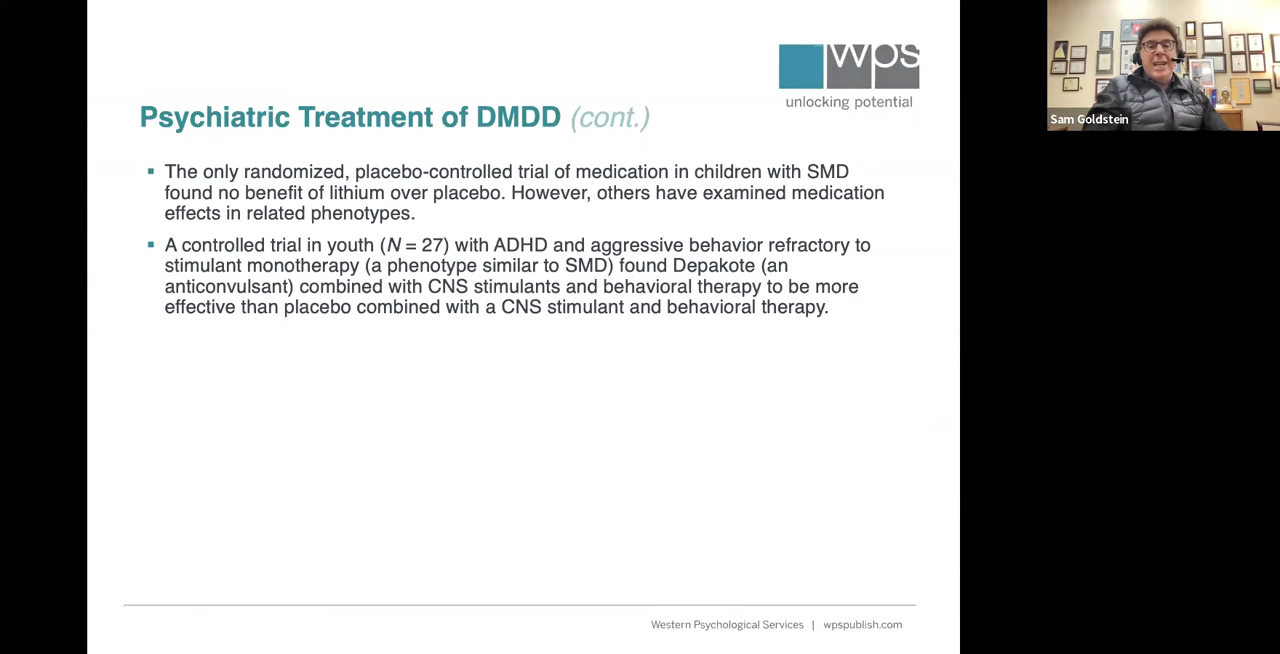 wps
unlocking potential
Psychiatric Treatment of DMDD (cont.)
▪ The only randomized, placebo-controlled trial of medication in children with SMD
found no benefit of lithium over placebo. However, others have examined medication
effects in related phenotypes.
▪ A controlled trial in youth (N = 27) with ADHD and aggressive behavior refractory to
stimulant monotherapy (a phenotype similar to SMD) found Depakote (an
anticonvulsant) combined with CNS stimulants and behavioral therapy to be more
effective than placebo combined with a CNS stimulant and behavioral therapy.
Western Psychological Services | wpspublish.com
Sam Goldstein